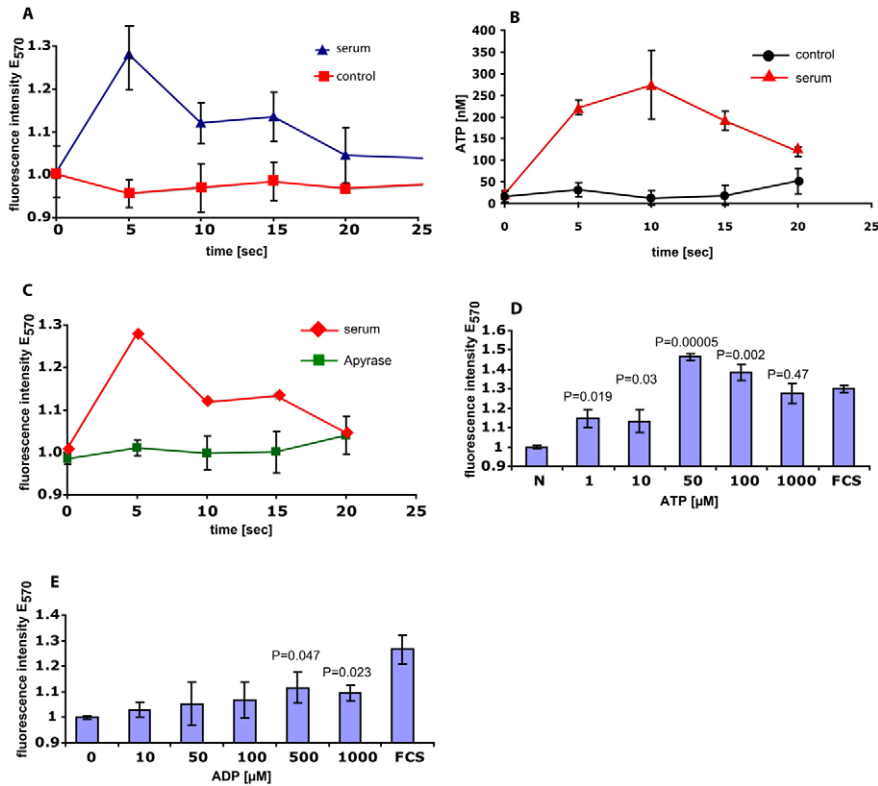 A
fluorescence intensity E570
1.3
1.2
1.1
1.0
0.9
0 5 10 15 20 25
time [sec]
serum
control
B
ATP [nM]
400
350
300
250
200
150
100
50
0
0 5 10 15 20 25
time [sec]
control
serum
C
fluorescence intensity E570
1.3
1.2
1.1
1.0
0.9
0 5 10 15 20
time [sec]
serum
Apyrase
D
fluorescence intensity E570
1.6
1.5
1.4
1.3
1.2
1.1
1
0.9
P=0.019
P=0.03
P=0.00005
P=0.002
P=0.47
N 1 10 50 100 1000 FCS
ATP [µM]
E
fluorescence intensity E570
1.4
1.3
1.2
1.1
1
0.9
P=0.047
P=0.023
0 10 50 100 500 1000 FCS
ADP [µM]